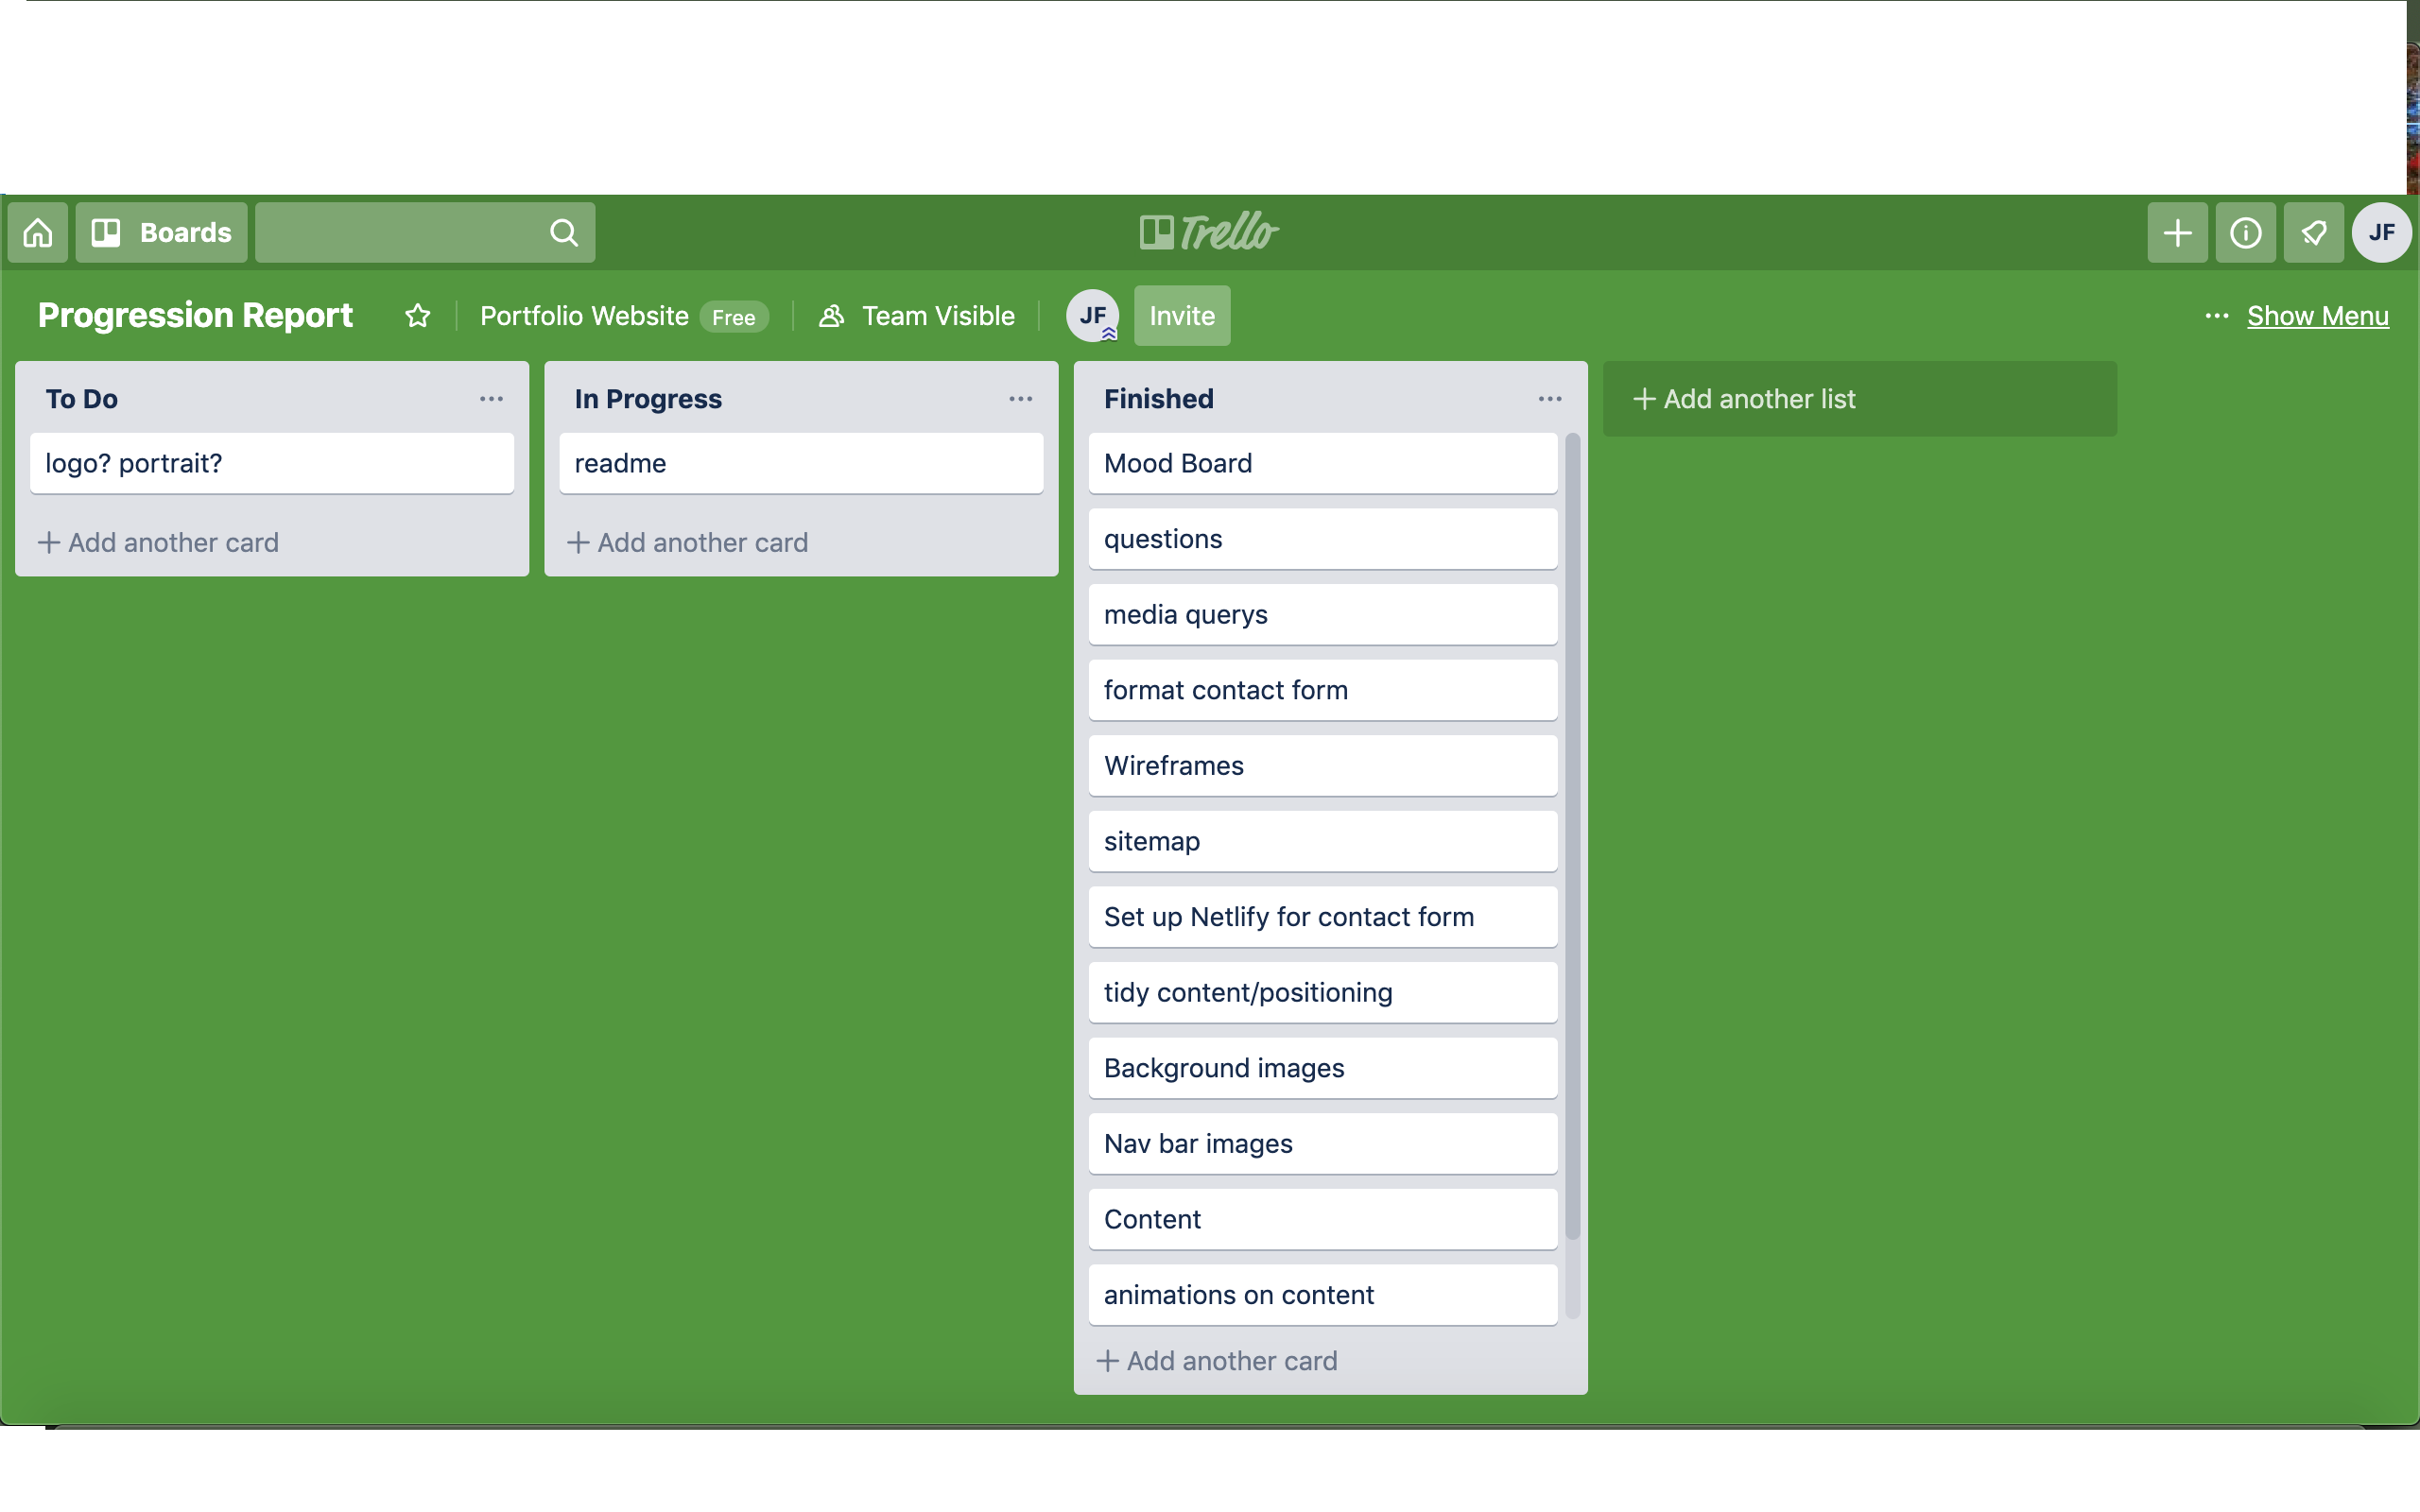 Boards
Trello
JF
Progression Report
Portfolio Website Free
Team Visible
JF
Invite
... Show Menu
To Do
logo? portrait?
+ Add another card
In Progress
readme
+ Add another card
Finished
Mood Board
questions
media querys
format contact form
Wireframes
sitemap
Set up Netlify for contact form
tidy content/positioning
Background images
Nav bar images
Content
animations on content
+ Add another card
+ Add another list